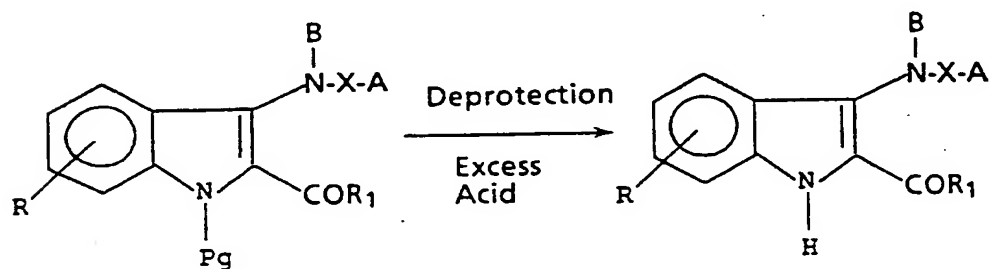 B
N-X-A
R
N
COR₁
Pg
Deprotection
Excess
Acid
B
N-X-A
R
N
COR₁
H